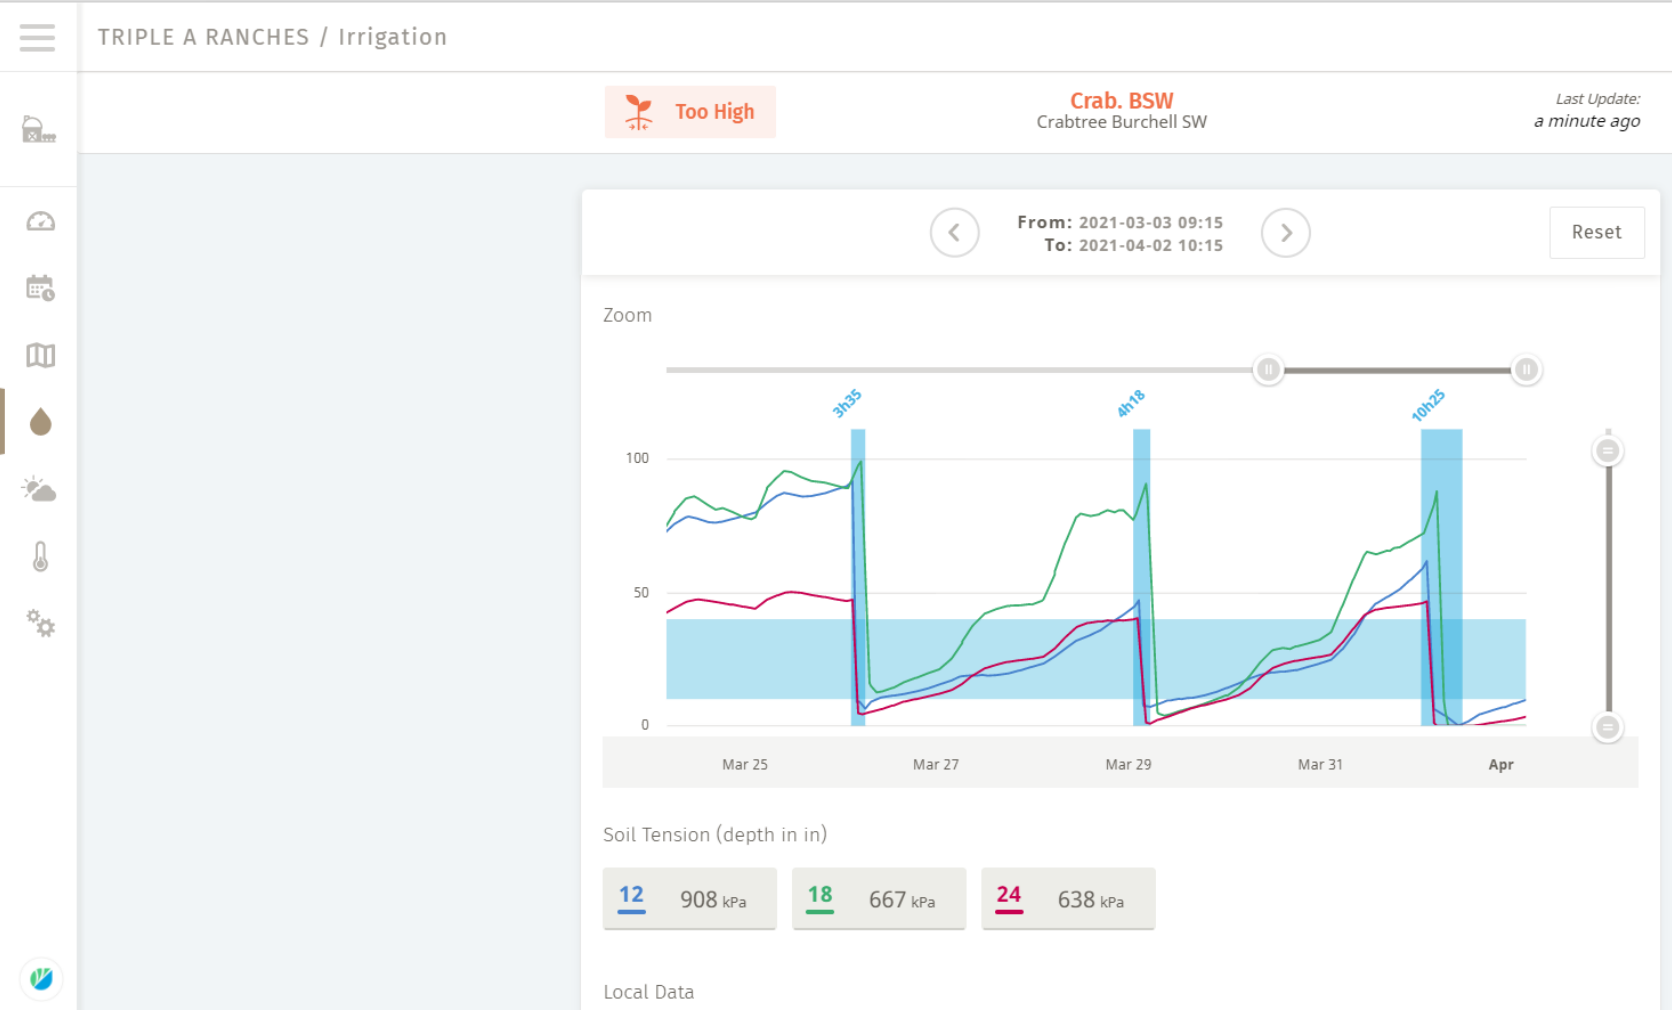 TRIPLE A RANCHES / Irrigation
Too High
Crab. BSW
Crabtree Burchell SW
Last Update:
a minute ago
From: 2021-03-03 09:15
To: 2021-04-02 10:15
Reset
Zoom
3h35
4h18
10h25
100
50
0
Mar 25
Mar 27
Mar 29
Mar 31
Apr
Soil Tension (depth in in)
12 908 kPa
18 667 kPa
24 638 kPa
Local Data